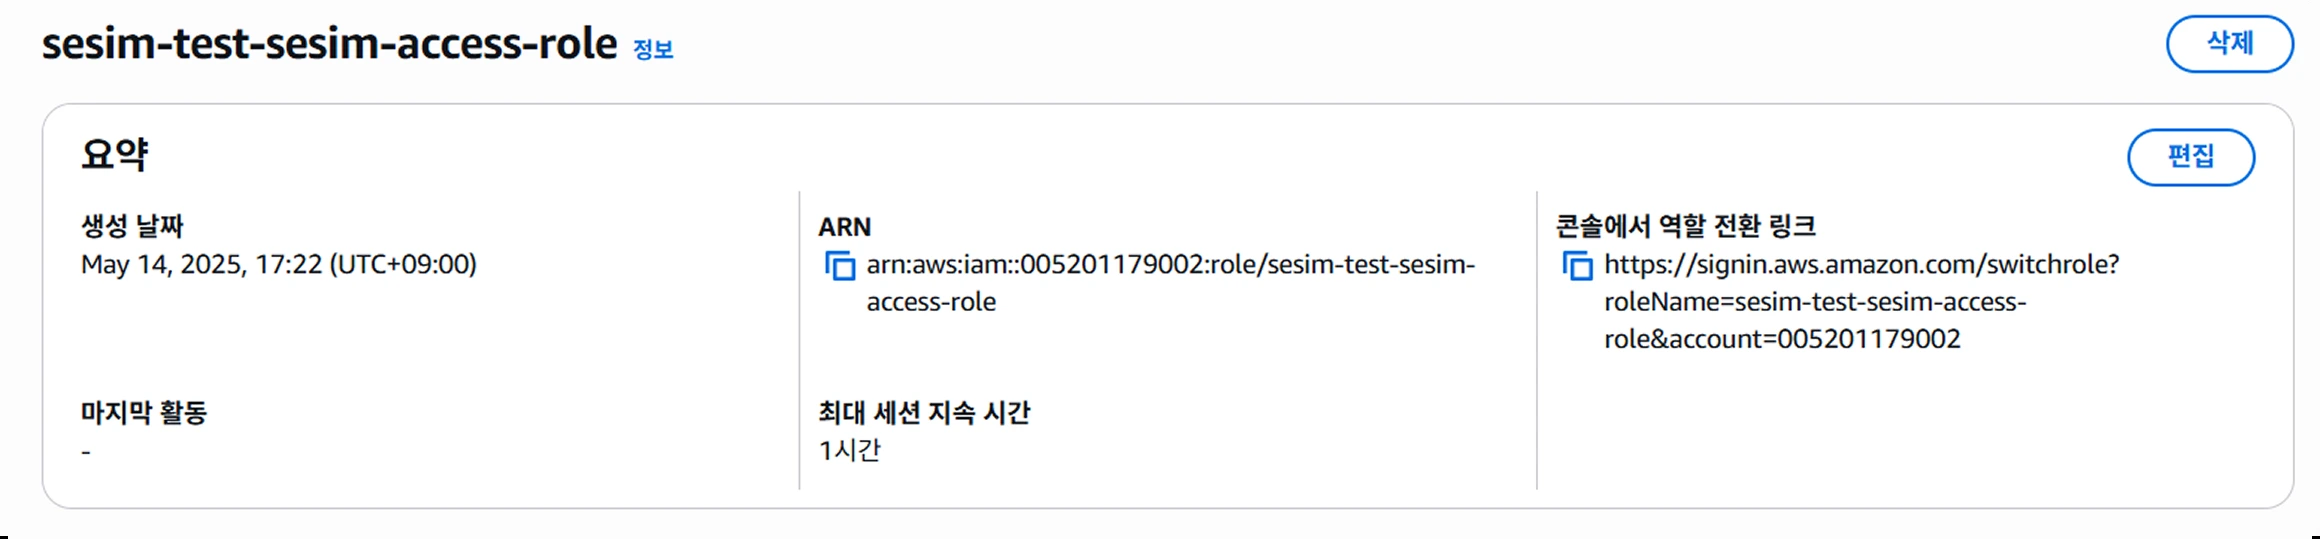 sesim-test-sesim-access-role 정보
삭제
요약
편집
생성 날짜
May 14, 2025, 17:22 (UTC+09:00)
ARN
arn:aws:iam::005201179002:role/sesim-test-sesim-
access-role
콘솔에서 역할 전환 링크
https://signin.aws.amazon.com/switchrole?
roleName=sesim-test-sesim-access-
role&account=005201179002
마지막 활동
-
최대 세션 지속 시간
1시간